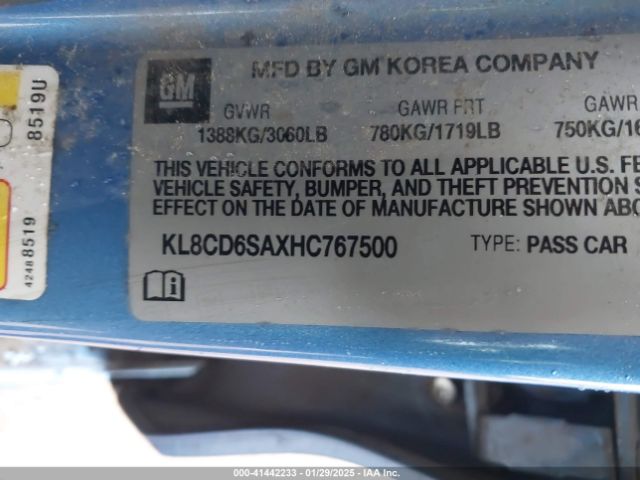 GM
MFD BY GM KOREA COMPANY
GVWR GAWR FRT GAWR
1388KG/3060LB 780KG/1719LB 750KG/16
THIS VEHICLE CONFORMS TO ALL APPLICABLE U.S. FE
VEHICLE SAFETY, BUMPER, AND THEFT PREVENTION S
EFFECT ON THE DATE OF MANUFACTURE SHOWN ABO
KL8CD6SAXHC767500 TYPE: PASS CAR
i
8519U
42488519
000-41442233 - 01/29/2025 - IAA Inc.